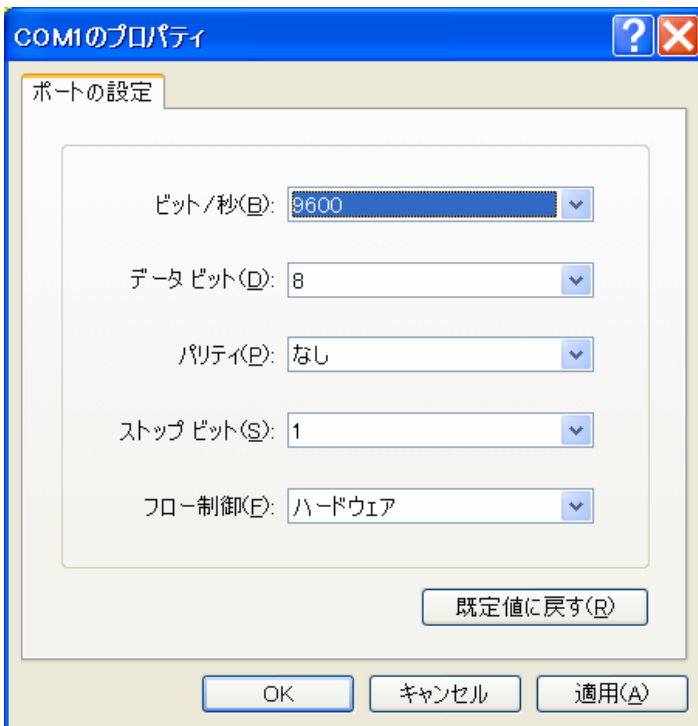 COM1のプロパティ
ポートの設定
ビット/秒(B): 9600
データ ビット(D): 8
パリティ(P): なし
ストップ ビット(S): 1
フロー制御(F): ハードウェア
既定値に戻す(R)
OK キャンセル 適用(A)